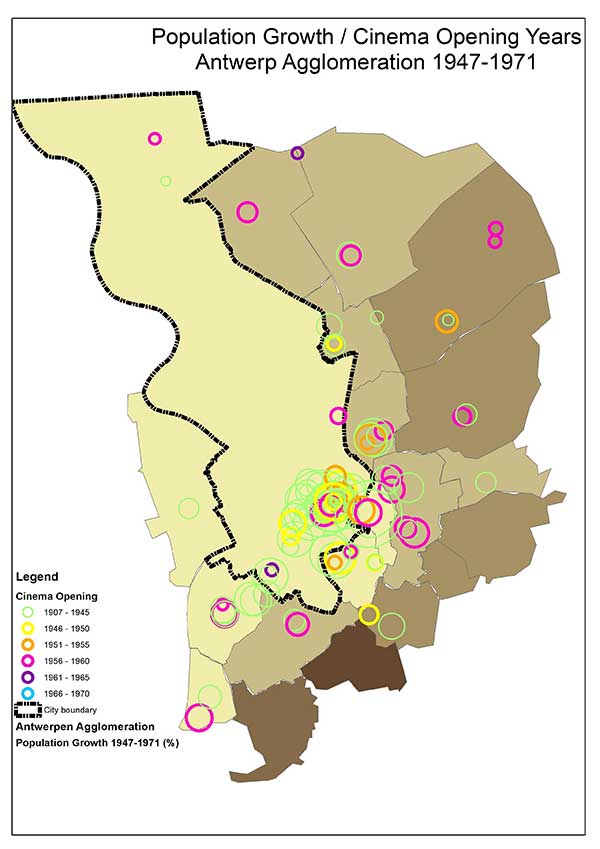 Population Growth / Cinema Opening Years
Antwerp Agglomeration 1947-1971
Legend
Cinema Opening
1907 - 1945
1946 - 1950
1951 - 1955
1956 - 1960
1961 - 1965
1966 - 1970
City boundary
Antwerpen Agglomeration
Population Growth 1947-1971 (%)